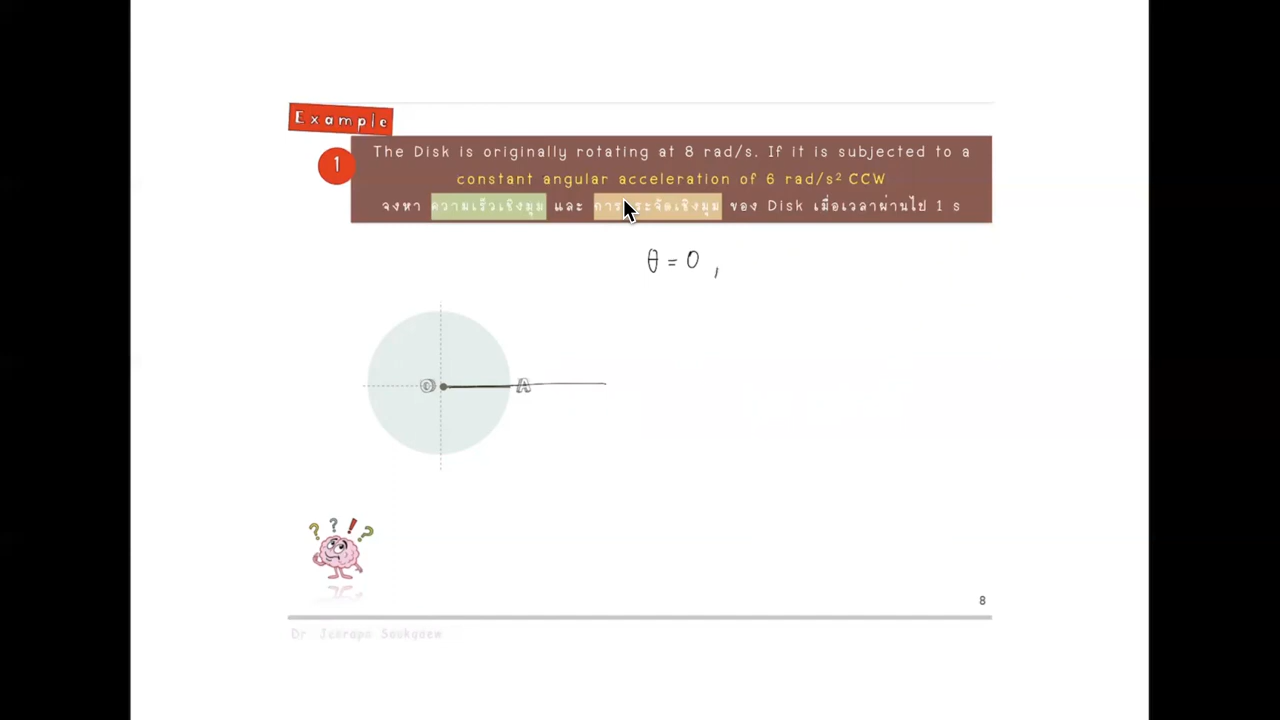 Example
1
The Disk is originally rotating at 8 rad/s. If it is subjected to a
constant angular acceleration of 6 rad/s² CCW
จงหา ความเร็วเชิงมุม และ การกระจัดเชิงมุม ของ Disk เมื่อเวลาผ่านไป 1 s
θ = 0 ,
O A
? ? ! ?
8
Dr.